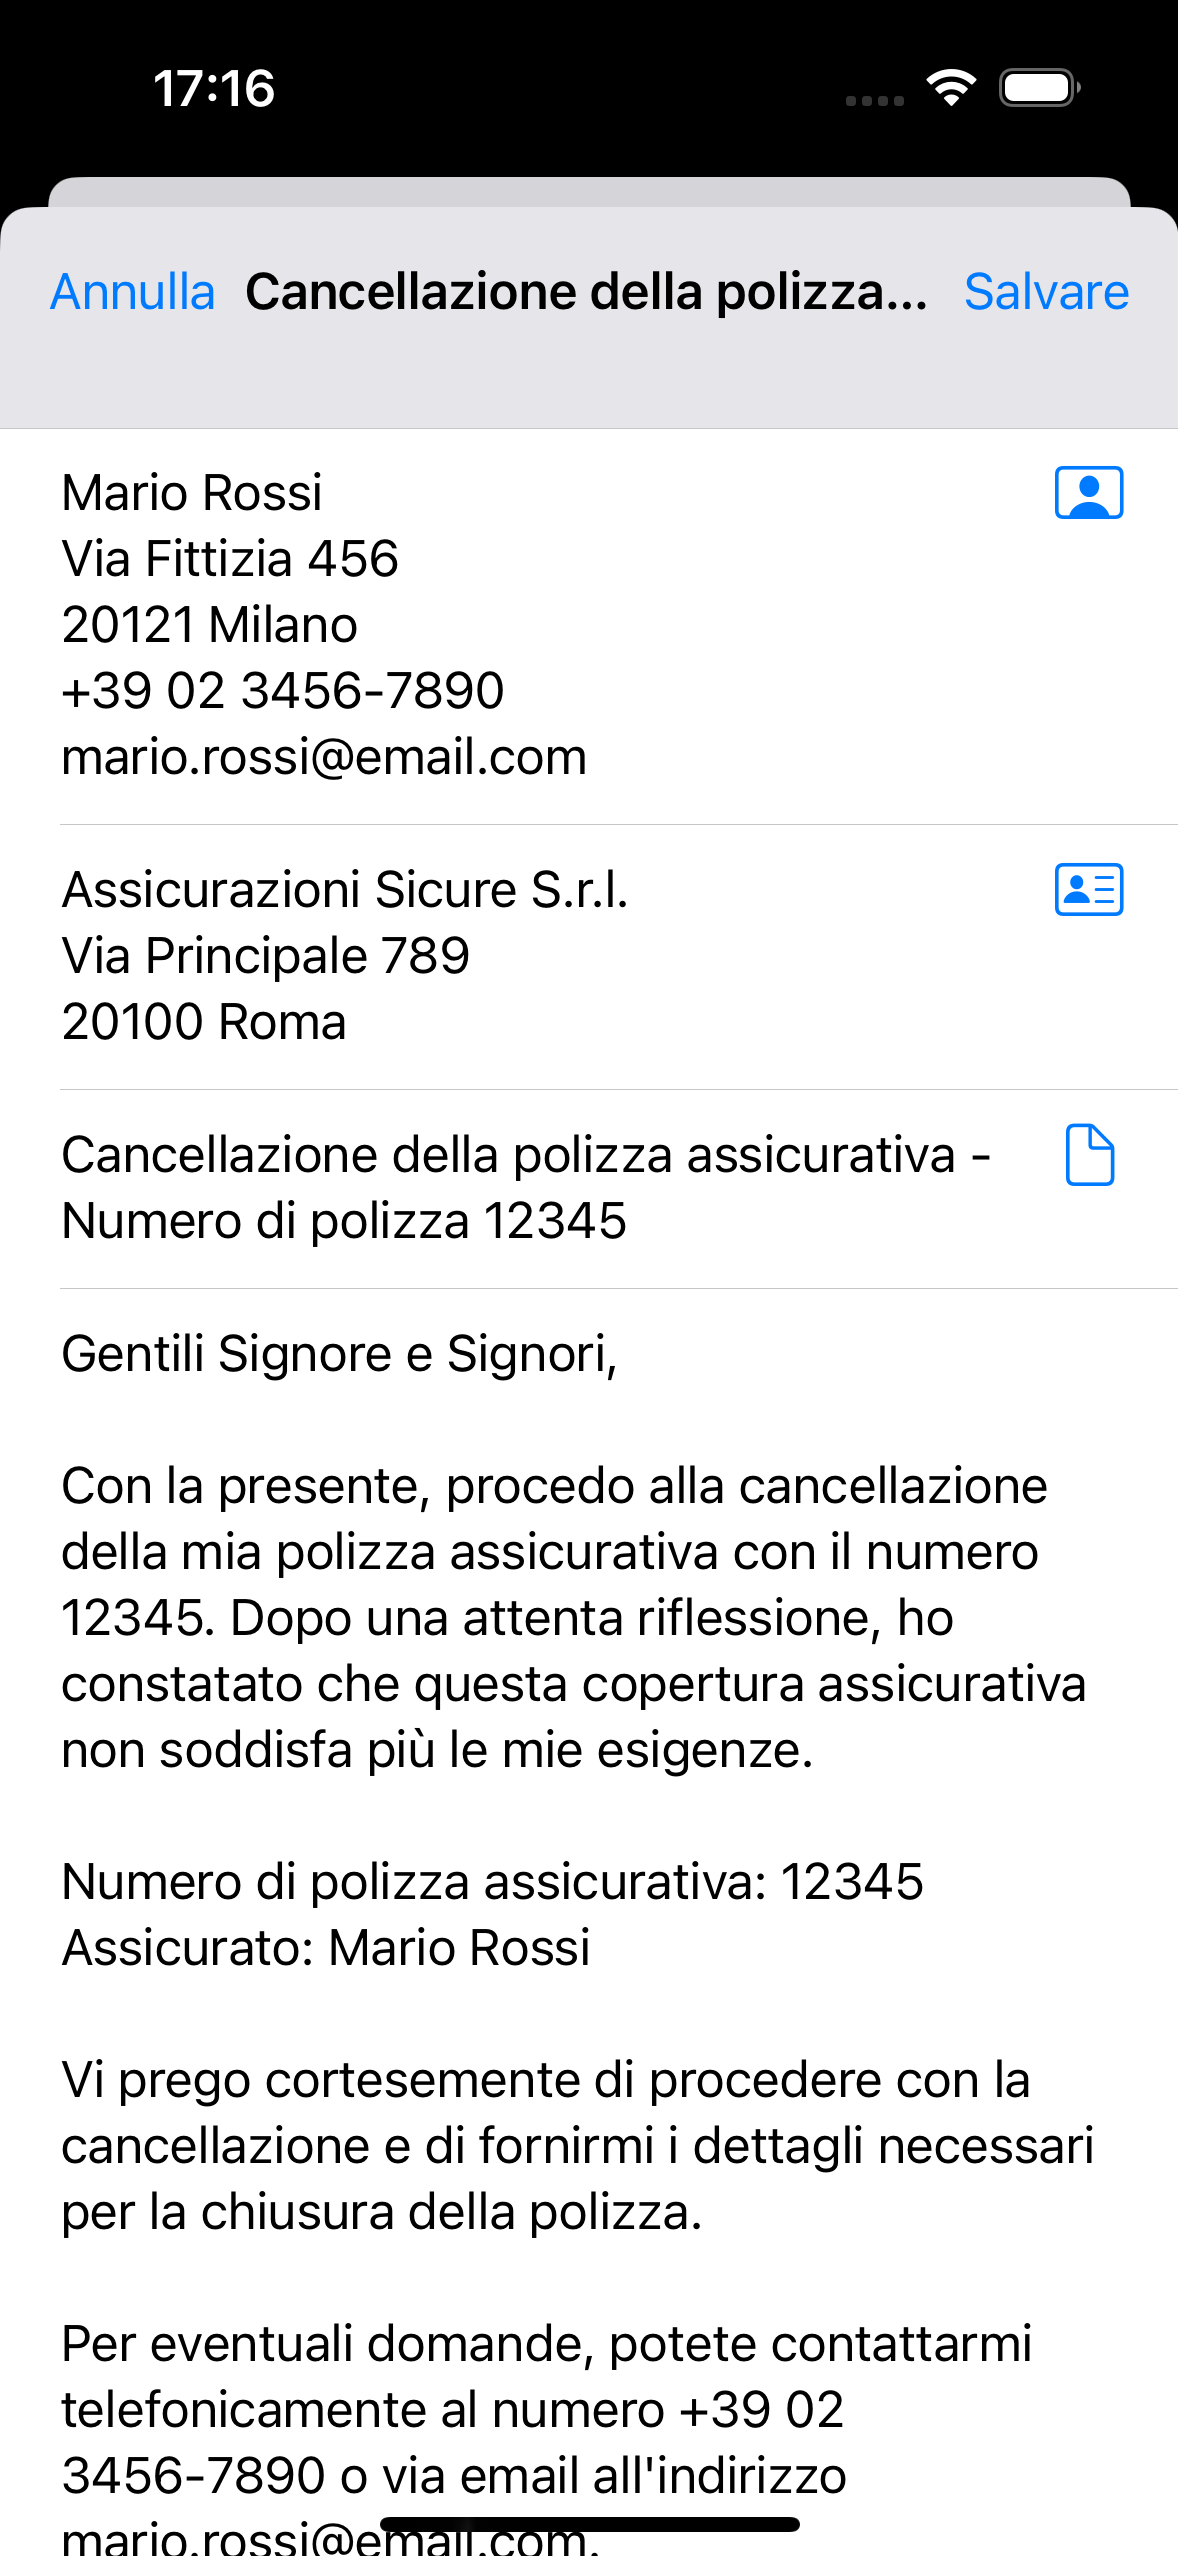 17:16
Annulla Cancellazione della polizza... Salvare
Mario Rossi
Via Fittizia 456
20121 Milano
+39 02 3456-7890
mario.rossi@email.com
Assicurazioni Sicure S.r.l.
Via Principale 789
20100 Roma
Cancellazione della polizza assicurativa -
Numero di polizza 12345
Gentili Signore e Signori,
Con la presente, procedo alla cancellazione
della mia polizza assicurativa con il numero
12345. Dopo una attenta riflessione, ho
constatato che questa copertura assicurativa
non soddisfa più le mie esigenze.
Numero di polizza assicurativa: 12345
Assicurato: Mario Rossi
Vi prego cortesemente di procedere con la
cancellazione e di fornirmi i dettagli necessari
per la chiusura della polizza.
Per eventuali domande, potete contattarmi
telefonicamente al numero +39 02
3456-7890 o via email all'indirizzo
mario.rossi@email.com.